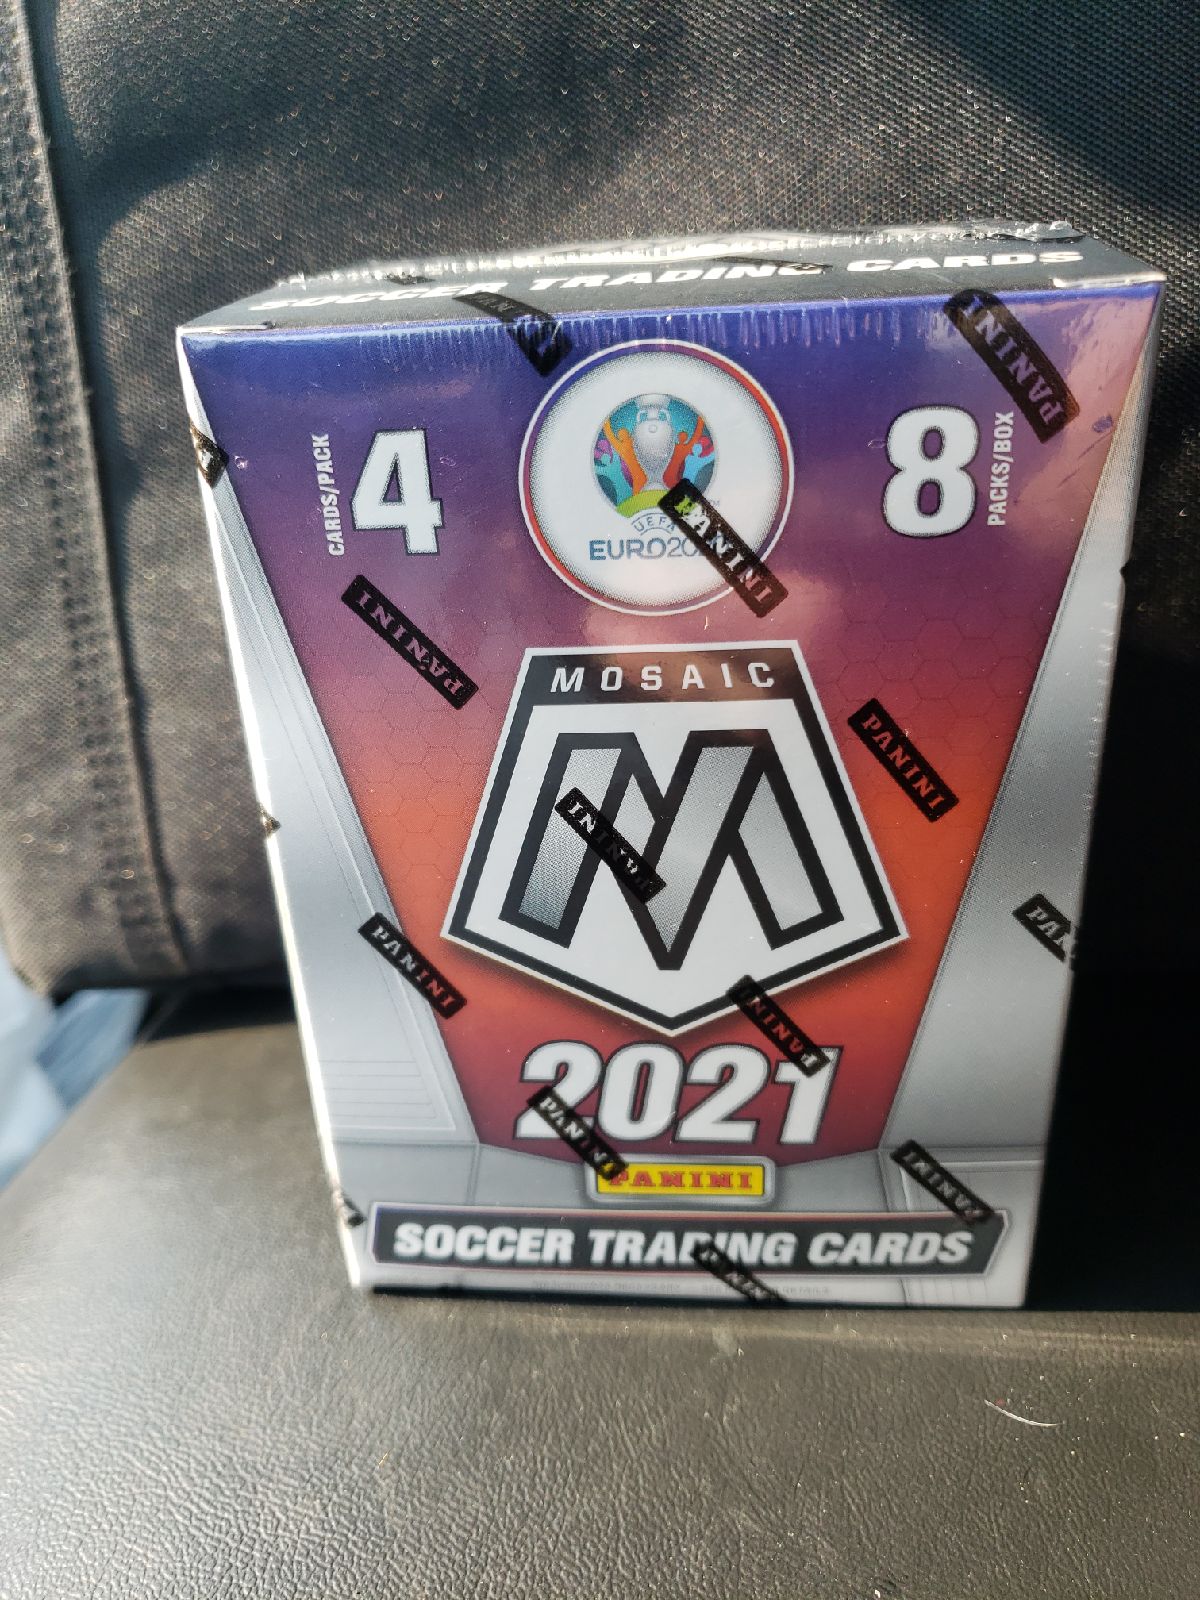 SOCCER TRADING CARDS
4
CARDS/PACK
8
PACKS/BOX
UEFA
EURO20
MOSAIC
M
2021
PANINI
SOCCER TRADING CARDS
PANINI
PANINI
PANINI
PANINI
PANINI
PANINI
PANINI
PANINI
PANINI
PANINI